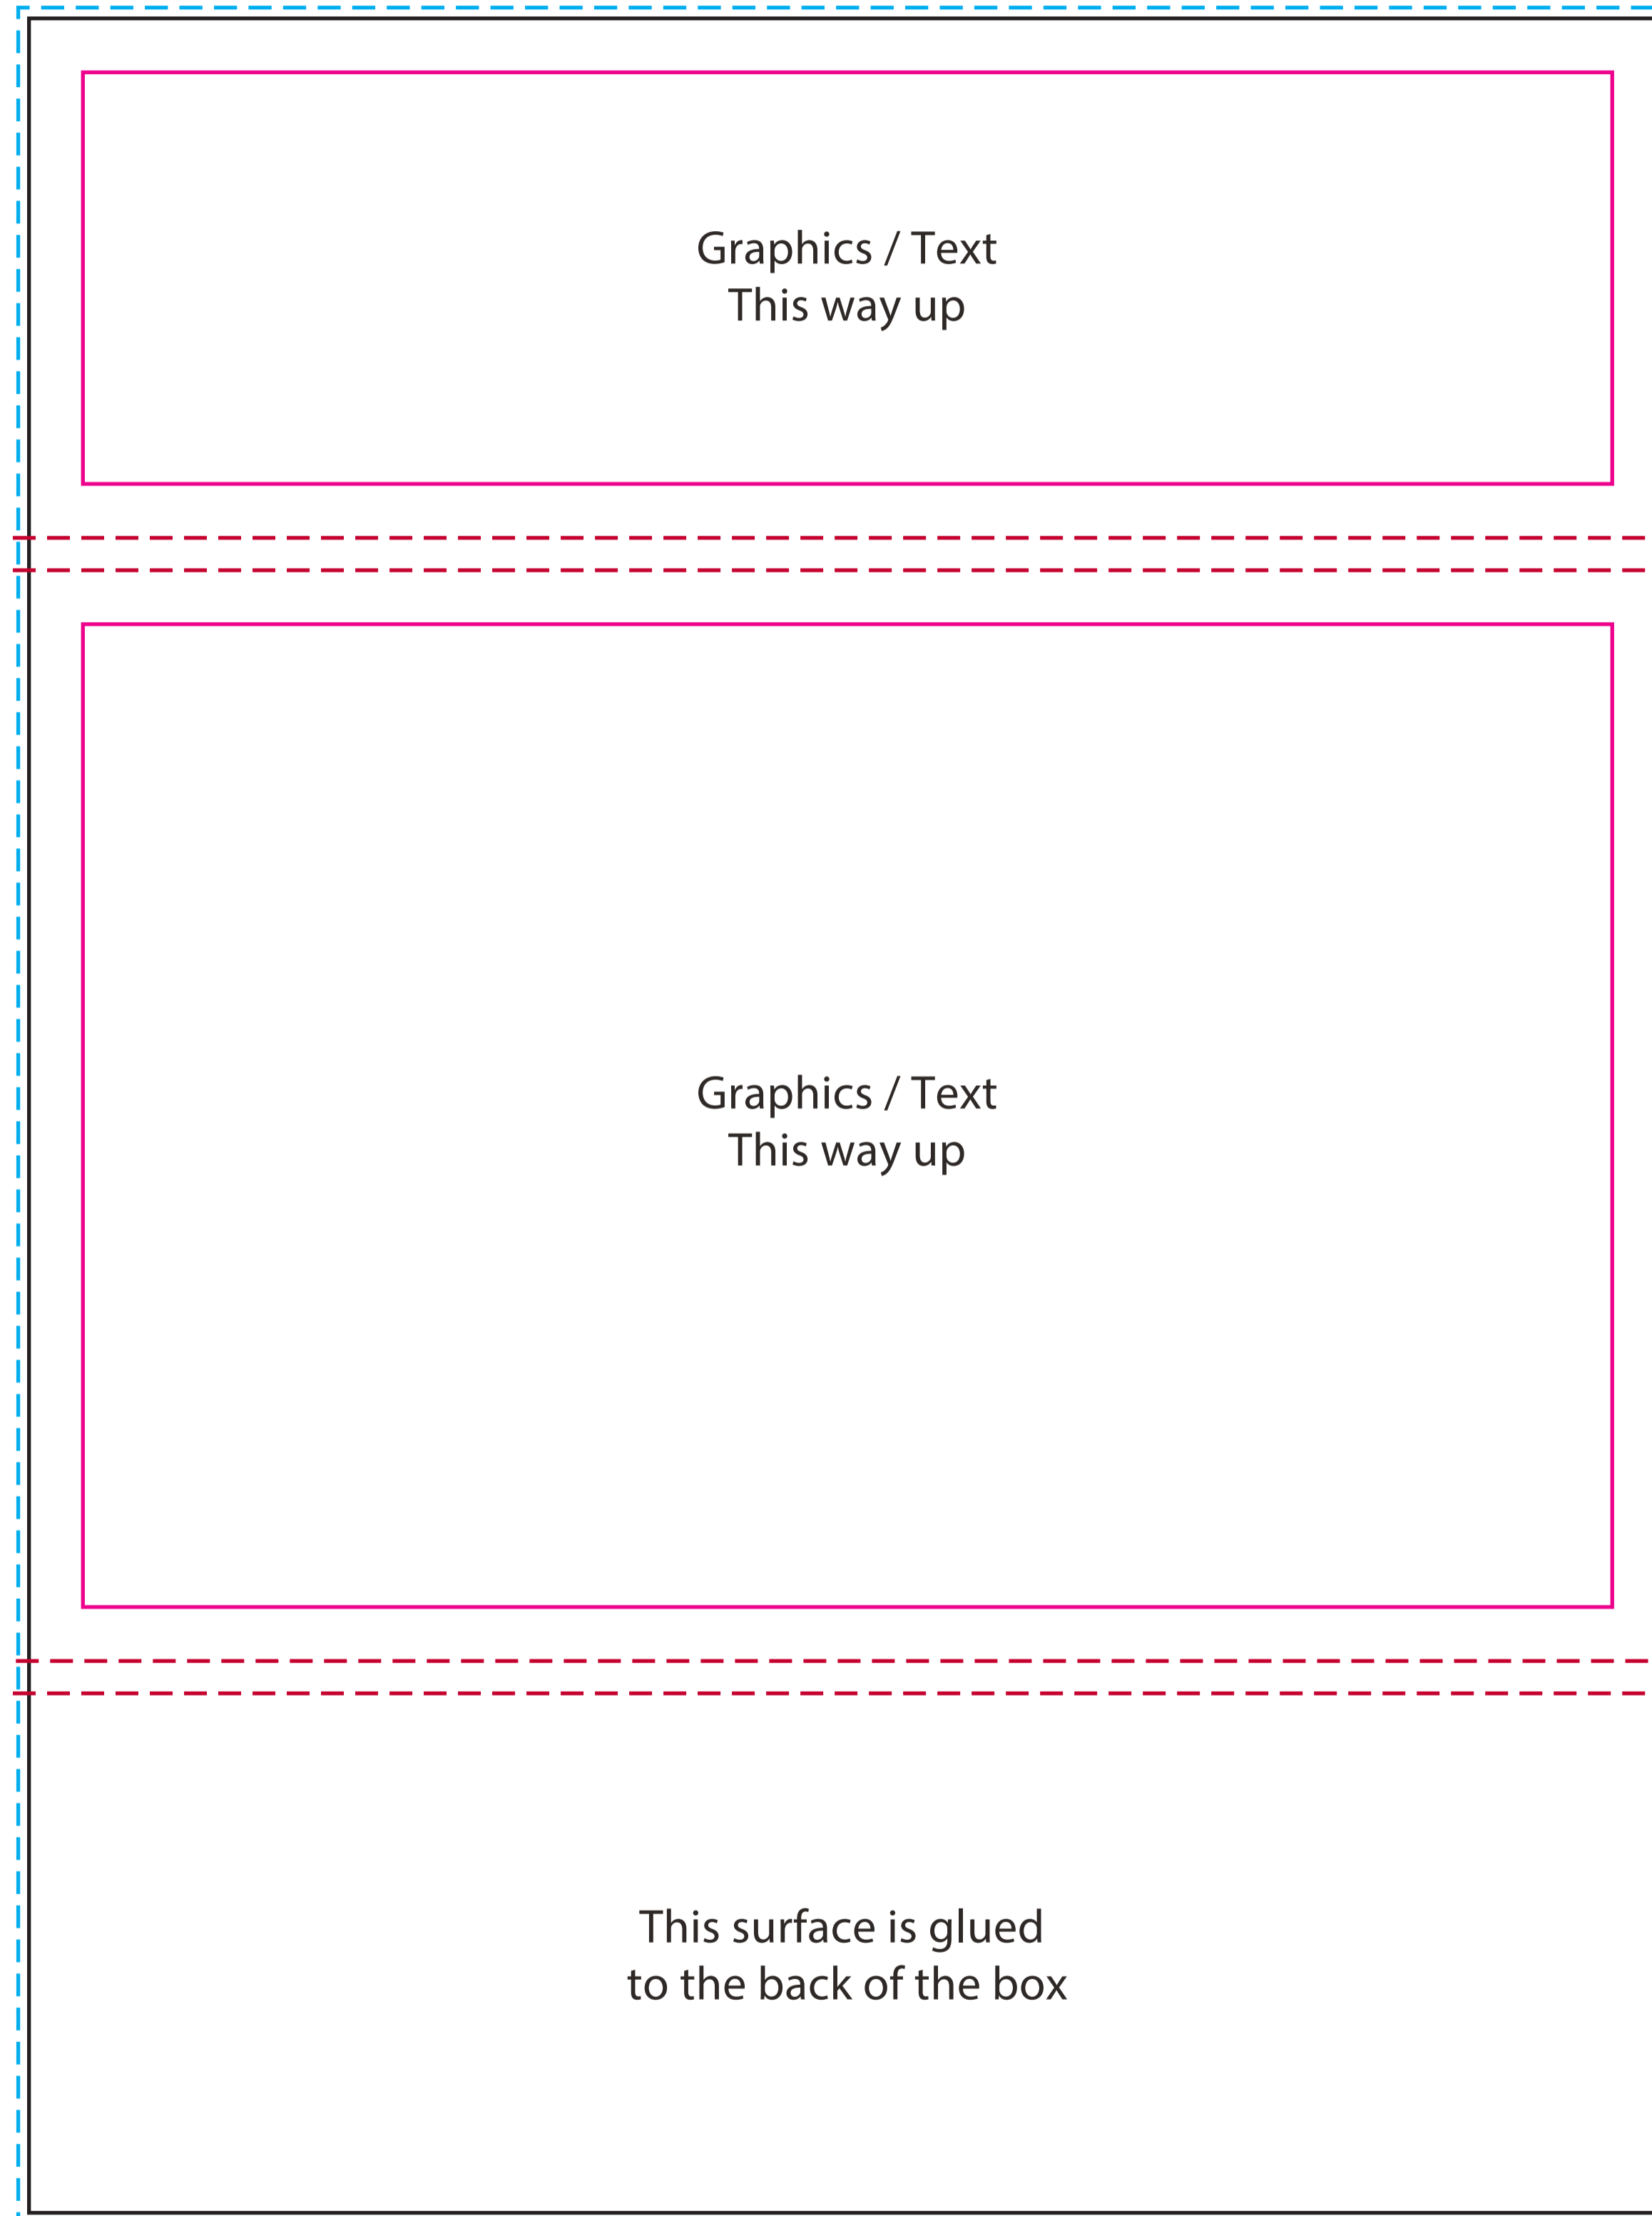 Graphics / Text
This way up
Graphics / Text
This way up
This surface is glued
to the back of the box